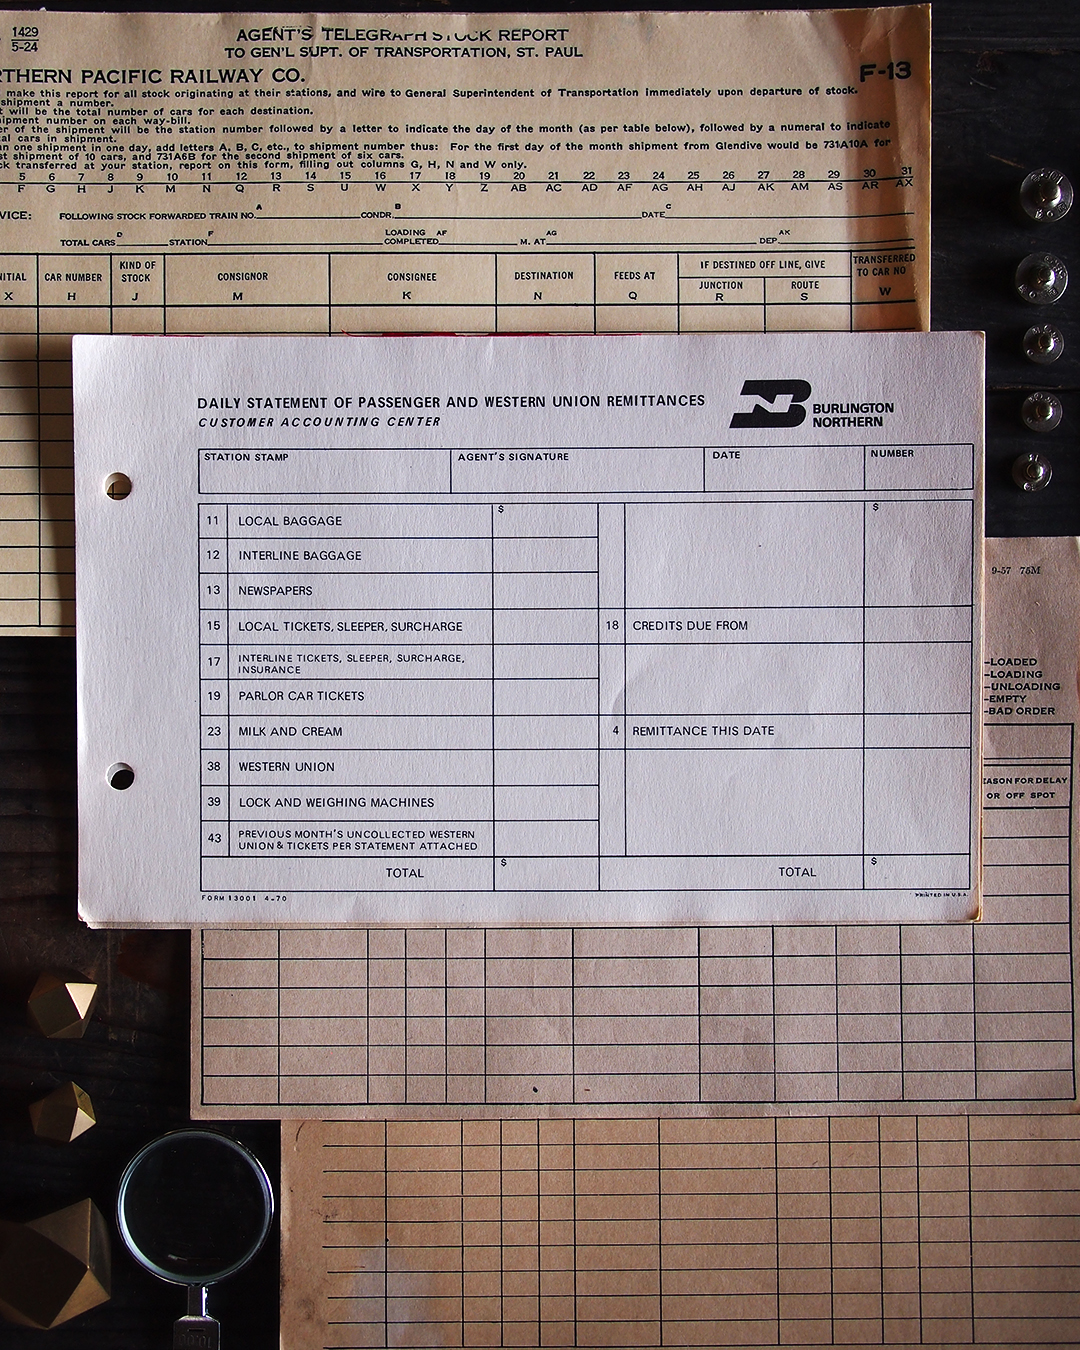 1429
5-24
AGENT'S TELEGRAPH STOCK REPORT
TO GEN'L SUPT. OF TRANSPORTATION, ST. PAUL
RTHERN PACIFIC RAILWAY CO.
F-13
make this report for all stock originating at their stations, and wire to General Superintendent of Transportation immediately upon departure of stock.
shipment a number.
t will be the total number of cars for each destination.
ipment number on each way-bill.
er of the shipment will be the station number followed by a letter to indicate the day of the month (as per table below), followed by a numeral to indicate
al cars in shipment.
an one shipment in one day, add letters A, B, C, etc., to shipment number thus: For the first day of the month shipment from Glendive would be 731A10A for
st shipment of 10 cars, and 731A6B for the second shipment of six cars.
ck transferred at your station, report on this form, filling out columns G, H, N and W only.
5 6 7 8 9 10 11 12 13 14 15 16 17 18 19 20 21 22 23 24 25 26 27 28 29 30 31
F G H J K M N Q R S U W X Y Z AB AC AD AF AG AH AJ AK AM AS AR AX
VICE: FOLLOWING STOCK FORWARDED TRAIN NO. A CONDR. B DATE C
TOTAL CARS D STATION F LOADING COMPLETED AF M. AT AG DEP. AK
NITIAL X
CAR NUMBER H
KIND OF STOCK J
CONSIGNOR M
CONSIGNEE K
DESTINATION N
FEEDS AT Q
IF DESTINED OFF LINE, GIVE
JUNCTION R
ROUTE S
TRANSFERRED TO CAR NO W
DAILY STATEMENT OF PASSENGER AND WESTERN UNION REMITTANCES
CUSTOMER ACCOUNTING CENTER
BURLINGTON
NORTHERN
STATION STAMP AGENT'S SIGNATURE DATE NUMBER
11 LOCAL BAGGAGE $ $
12 INTERLINE BAGGAGE
13 NEWSPAPERS
15 LOCAL TICKETS, SLEEPER, SURCHARGE 18 CREDITS DUE FROM
17 INTERLINE TICKETS, SLEEPER, SURCHARGE,
INSURANCE
19 PARLOR CAR TICKETS
23 MILK AND CREAM 4 REMITTANCE THIS DATE
38 WESTERN UNION
39 LOCK AND WEIGHING MACHINES
43 PREVIOUS MONTH'S UNCOLLECTED WESTERN
UNION & TICKETS PER STATEMENT ATTACHED
TOTAL $ TOTAL $
FORM 13001 4-70 PRINTED IN U.S.A.
9-57 75M
-LOADED
-LOADING
-UNLOADING
-EMPTY
-BAD ORDER
EASON FOR DELAY
OR OFF SPOT